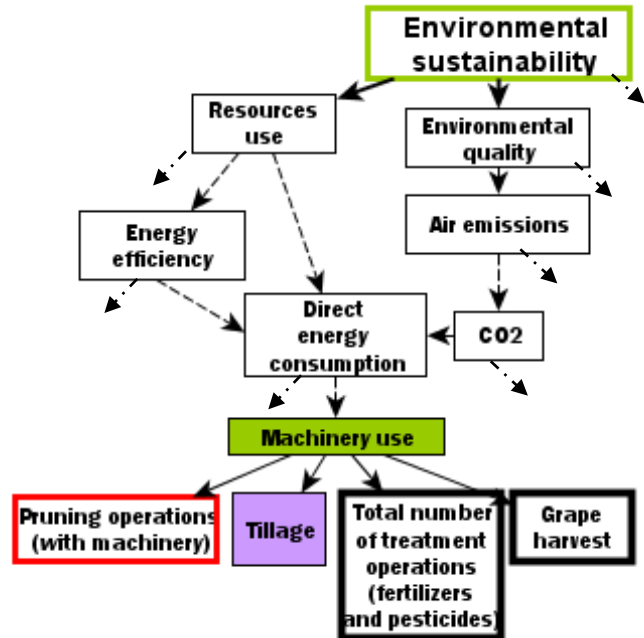 Environmental
sustainability
Resources
use
Environmental
quality
Energy
efficiency
Air emissions
Direct
energy
consumption
CO2
Machinery use
Pruning operations
(with machinery)
Tillage
Total number
of treatment
operations
(fertilizers
and pesticides)
Grape
harvest